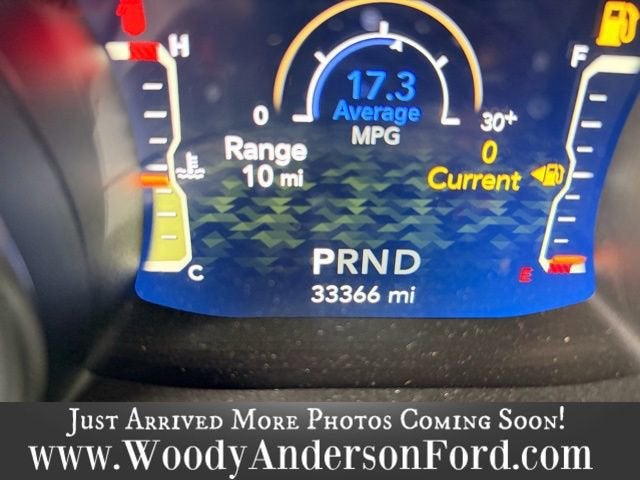 H
F
17.3
Average
MPG
0
30+
Range
10 mi
0
Current
C
E
PRND
33366 mi
Just Arrived More Photos Coming Soon!
www.WoodyAndersonFord.com